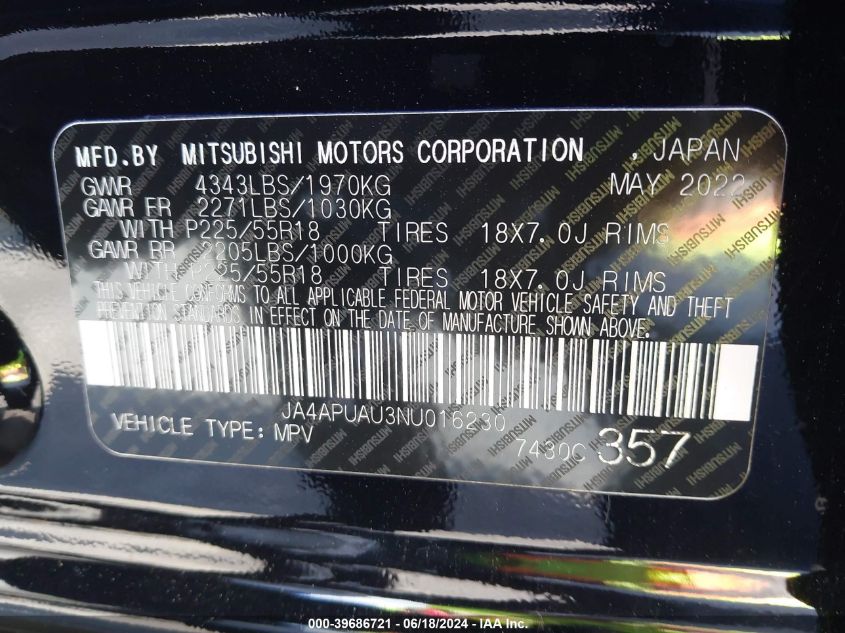 MFD.BY MITSUBISHI MOTORS CORPORATION , JAPAN
GVWR 4343LBS/1970KG MAY 2022
GAWR FR 2271LBS/1030KG
WITH P225/55R18 TIRES 18X7.0J RIMS
GAWR RR 2205LBS/1000KG
WITH P225/55R18 TIRES 18X7.0J RIMS
THIS VEHICLE CONFORMS TO ALL APPLICABLE FEDERAL MOTOR VEHICLE SAFETY AND THEFT
PREVENTION STANDARDS IN EFFECT ON THE DATE OF MANUFACTURE SHOWN ABOVE.
JA4APUAU3NU016230
VEHICLE TYPE: MPV
7430C 357
000-39686721 - 06/18/2024 - IAA Inc.